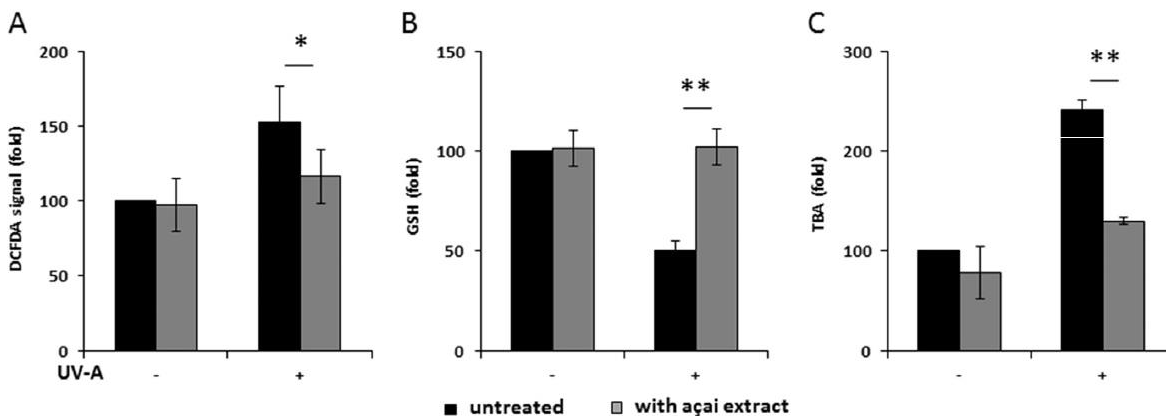 A
DCFDA signal (fold)
200
150
100
50
0
*
UV-A
-
+
B
GSH (fold)
150
100
50
0
**
-
+
C
TBA (fold)
300
200
100
0
**
-
+
untreated
with açai extract